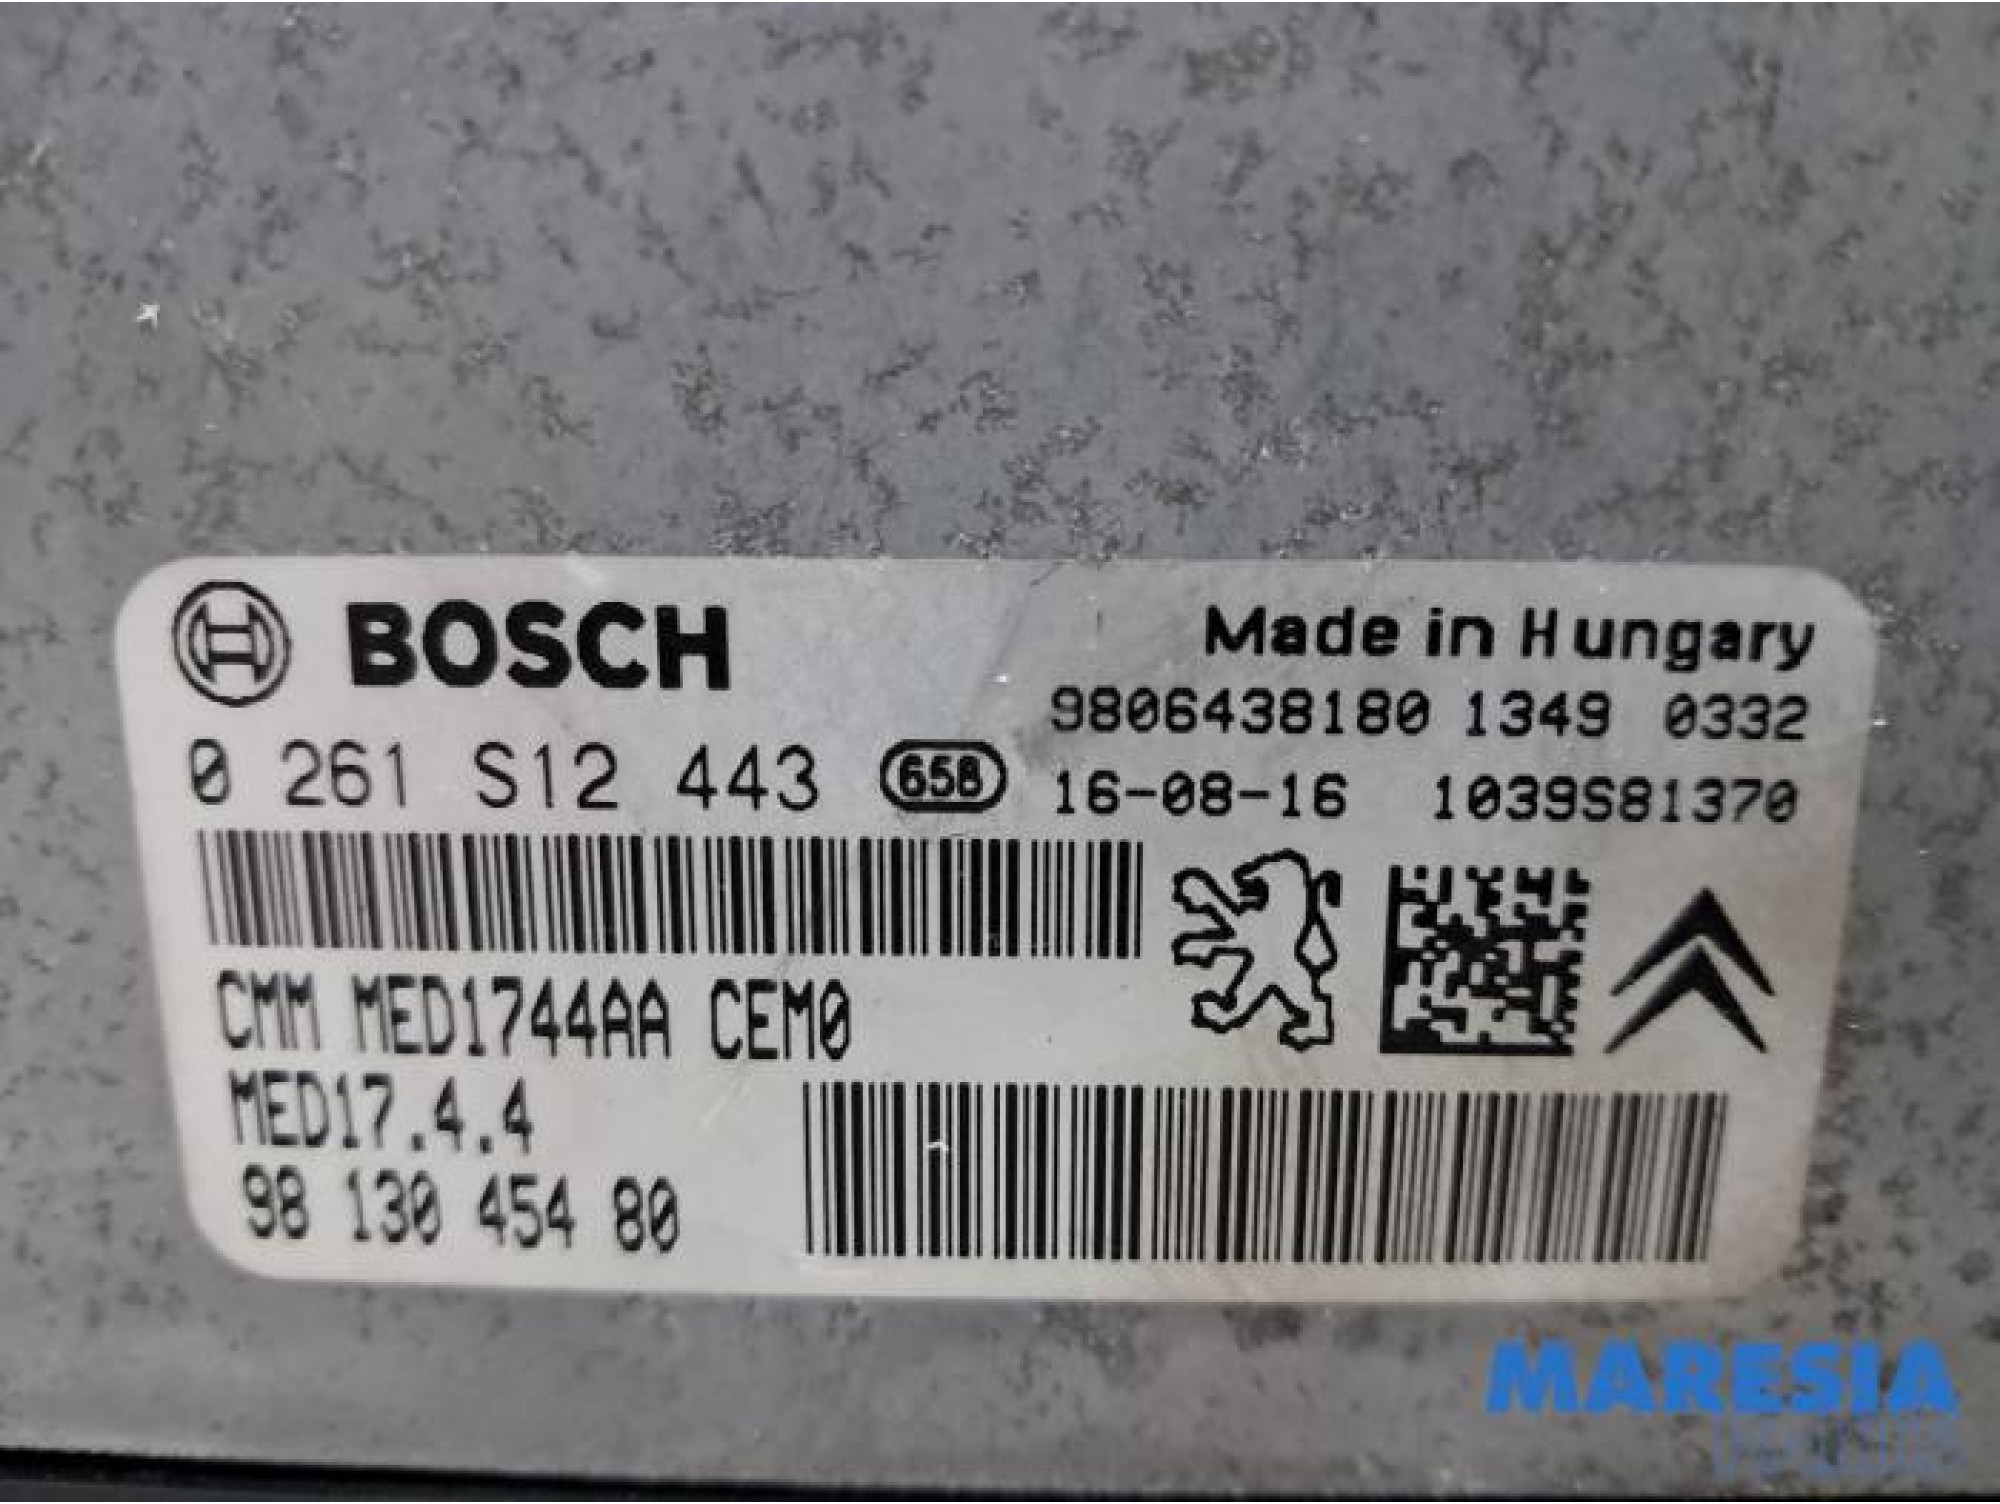 BOSCH
Made in Hungary
9806438180 1349 0332
0 261 S12 443 658 16-08-16 1039S81370
CMM MED1744AA CEM0
MED17.4.4
98 130 454 80
MARESIA